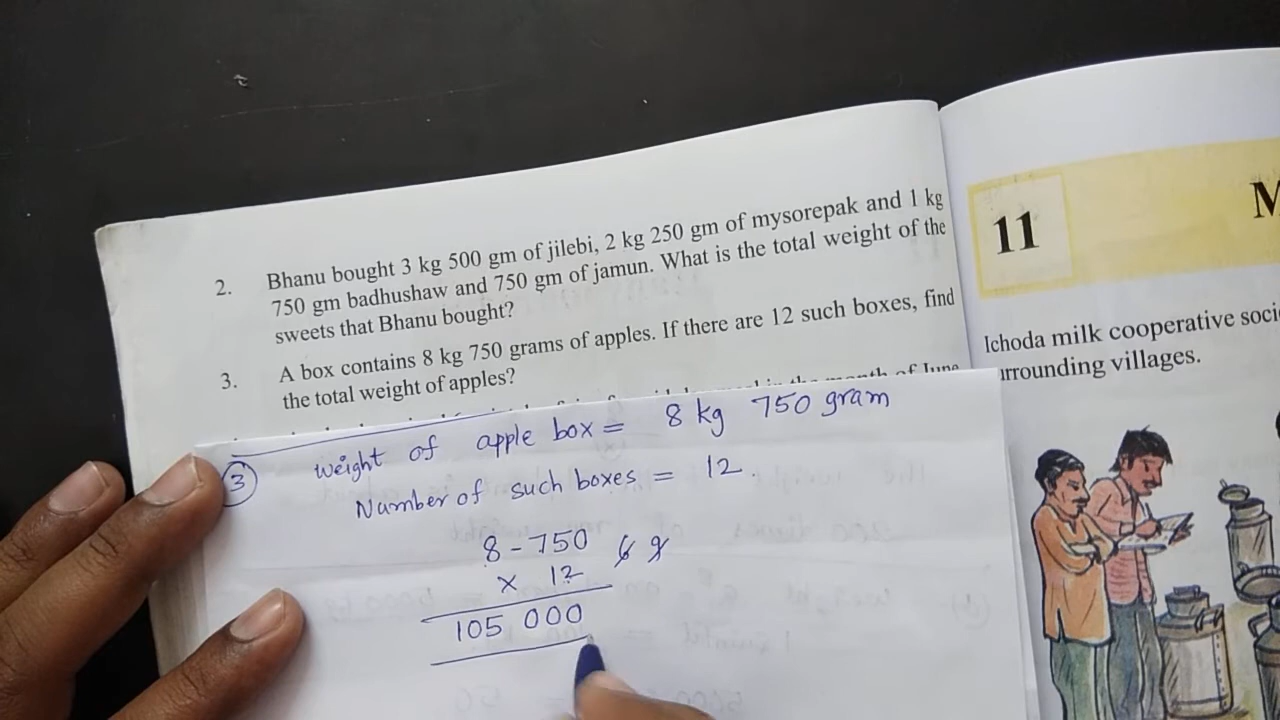 2. Bhanu bought 3 kg 500 gm of jilebi, 2 kg 250 gm of mysorepak and 1 kg
750 gm badhushaw and 750 gm of jamun. What is the total weight of the
sweets that Bhanu bought?
3. A box contains 8 kg 750 grams of apples. If there are 12 such boxes, find
the total weight of apples?
③ Weight of apple box = 8 kg 750 gram
Number of such boxes = 12.
8 - 750
x 12
105 000
11
M
Ichoda milk cooperative soci
urrounding villages.